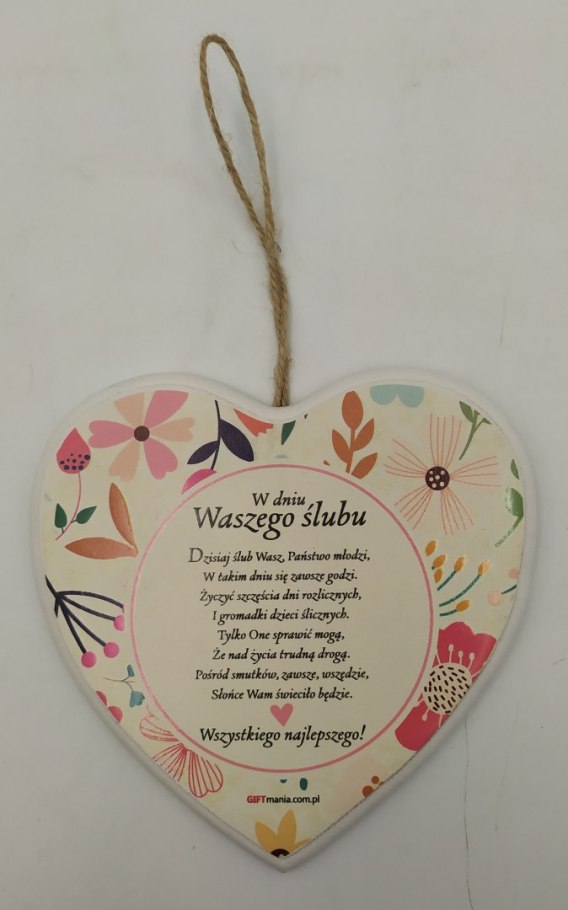 W dniu
Waszego ślubu
Dzisiaj ślub Wasz, Państwo młodzi,
W takim dniu się zawsze godzi.
Życzyć szczęścia dni rozlicznych,
I gromadki dzieci ślicznych.
Tylko One sprawić mogą,
Że nad życia trudną drogą.
Pośród smutków, zawsze, wszędzie,
Słońce Wam świeciło będzie.
Wszystkiego najlepszego!
GIFTmania.com.pl